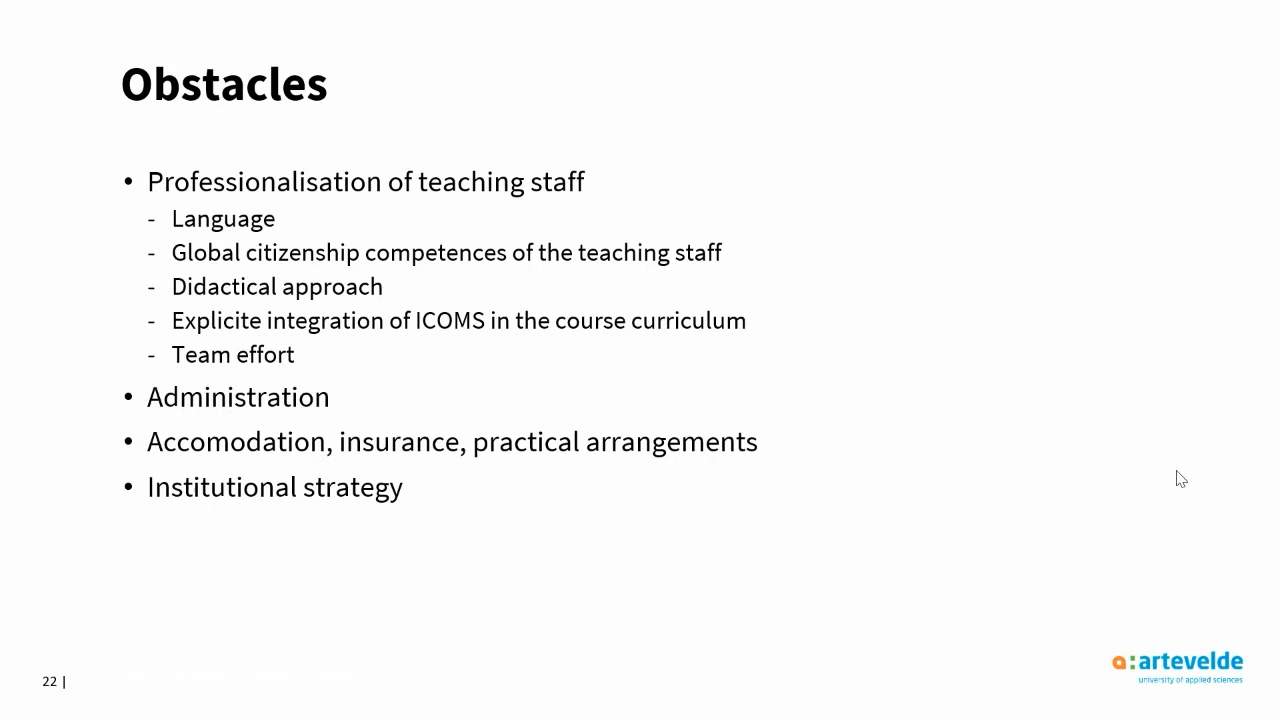 Obstacles
• Professionalisation of teaching staff
- Language
- Global citizenship competences of the teaching staff
- Didactical approach
- Explicite integration of ICOMS in the course curriculum
- Team effort
• Administration
• Accomodation, insurance, practical arrangements
• Institutional strategy
22 |
a:artevelde
university of applied sciences